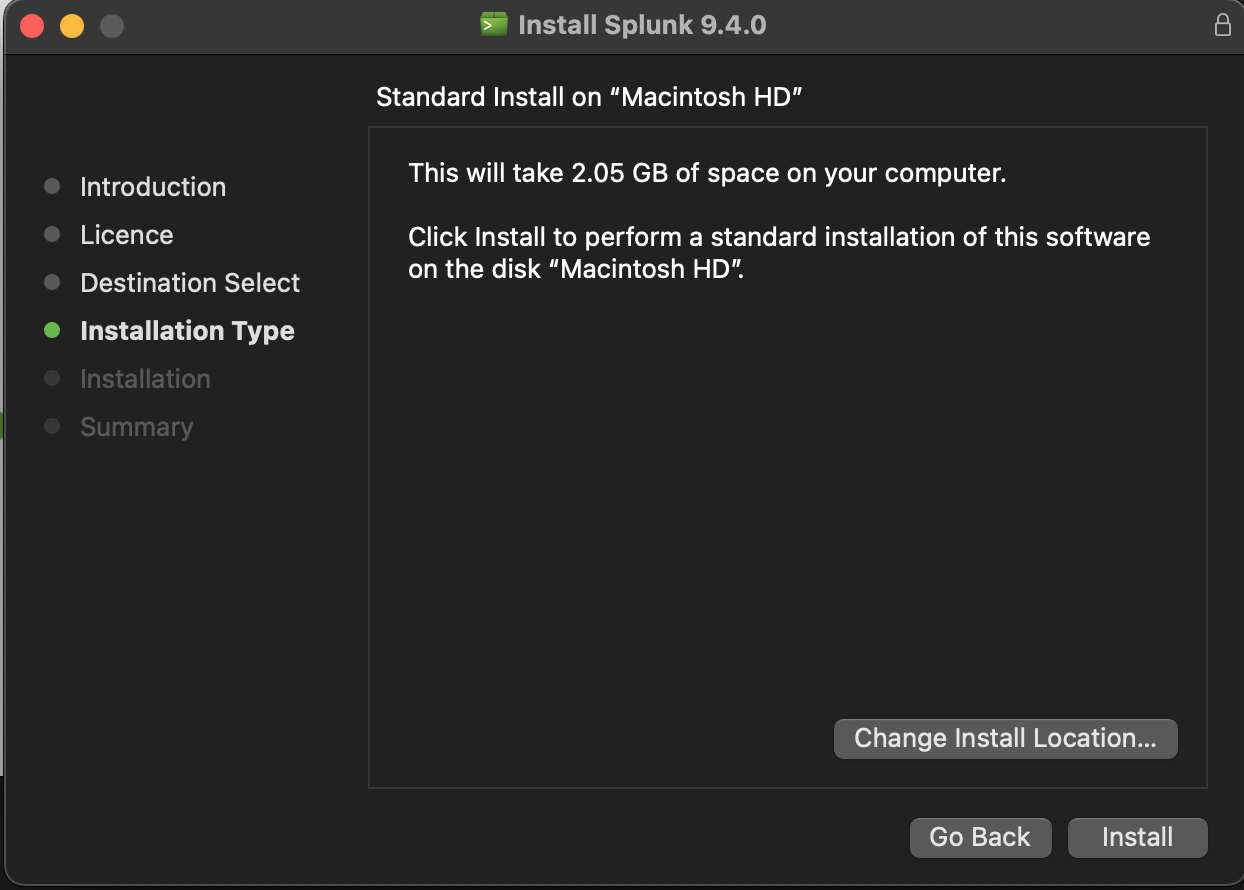 Install Splunk 9.4.0
Standard Install on “Macintosh HD”
Introduction
Licence
Destination Select
Installation Type
Installation
Summary
This will take 2.05 GB of space on your computer.
Click Install to perform a standard installation of this software
on the disk “Macintosh HD”.
Change Install Location...
Go Back
Install